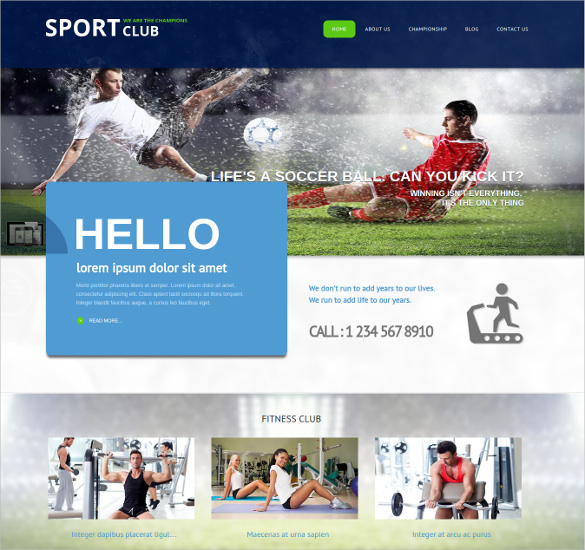 SPORT CLUB
WE ARE THE CHAMPIONS
HOME
ABOUT US
CHAMPIONSHIP
BLOG
CONTACT US
LIFE'S A SOCCER BALL. CAN YOU KICK IT?
WINNING ISN'T EVERYTHING,
IT'S THE ONLY THING
HELLO
lorem ipsum dolor sit amet
Morbi porttitor pharetra libero at semper. Lorem ipsum dolor sit amet,
consectetur adipiscing elit. Class aptent taciti sociosqu ad litora torquent.
Integer blandit faucibus augue, a cursus leo faucibus eget.
READ MORE...
We don't run to add years to our lives.
We run to add life to our years.
CALL : 1 234 567 8910
FITNESS CLUB
Integer dapibus placerat ligul...
Maecenas at urna sapien
Integer at arcu ac purus